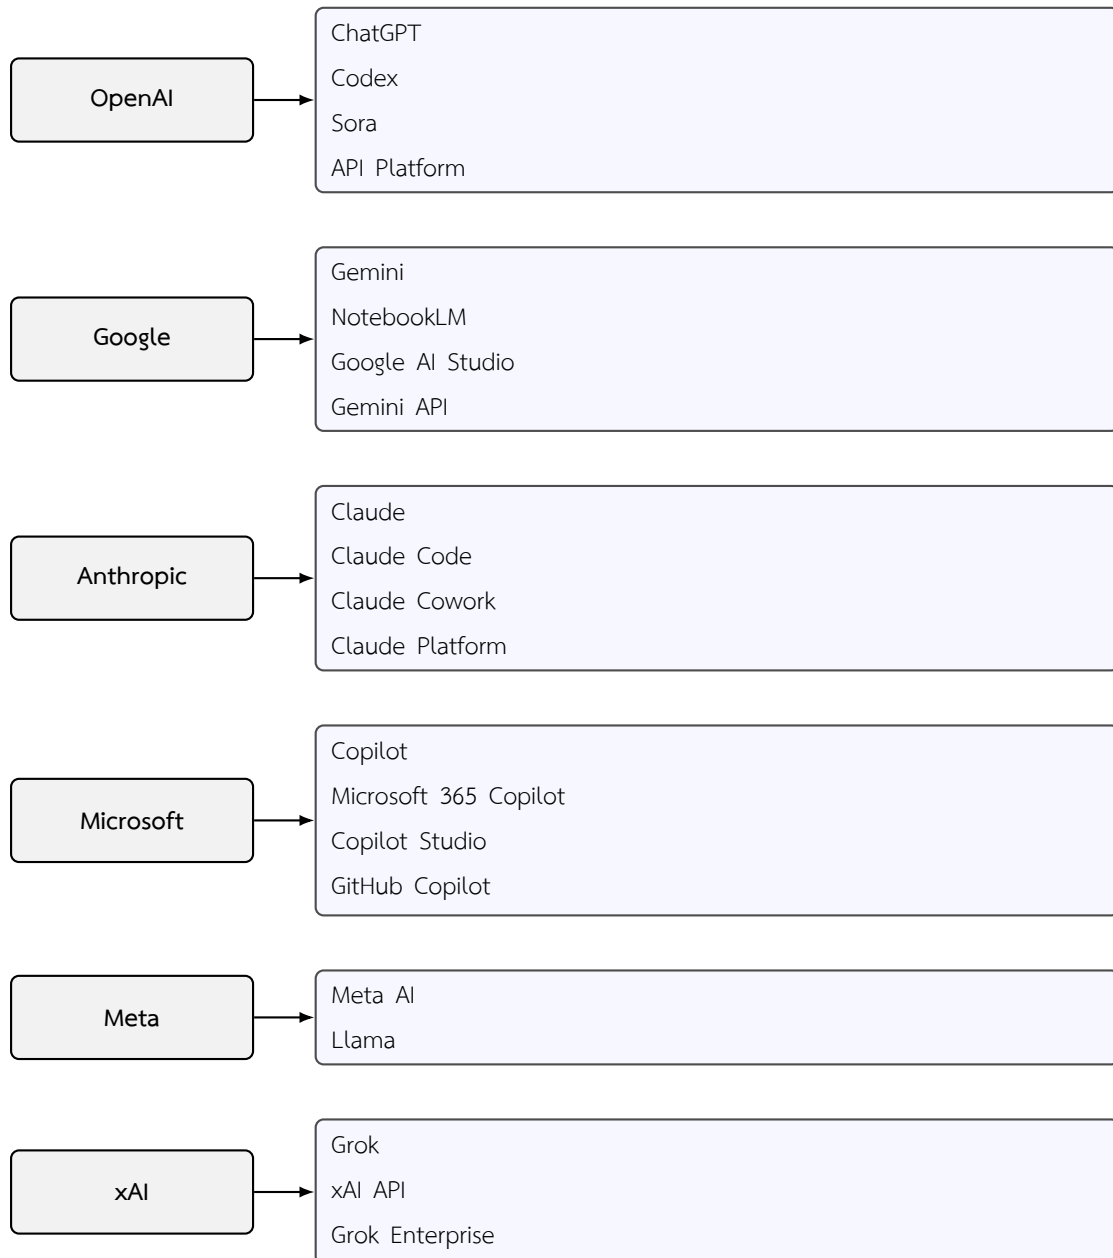 OpenAI
ChatGPT
Codex
Sora
API Platform
Google
Gemini
NotebookLM
Google AI Studio
Gemini API
Anthropic
Claude
Claude Code
Claude Cowork
Claude Platform
Microsoft
Copilot
Microsoft 365 Copilot
Copilot Studio
GitHub Copilot
Meta
Meta AI
Llama
xAI
Grok
xAI API
Grok Enterprise